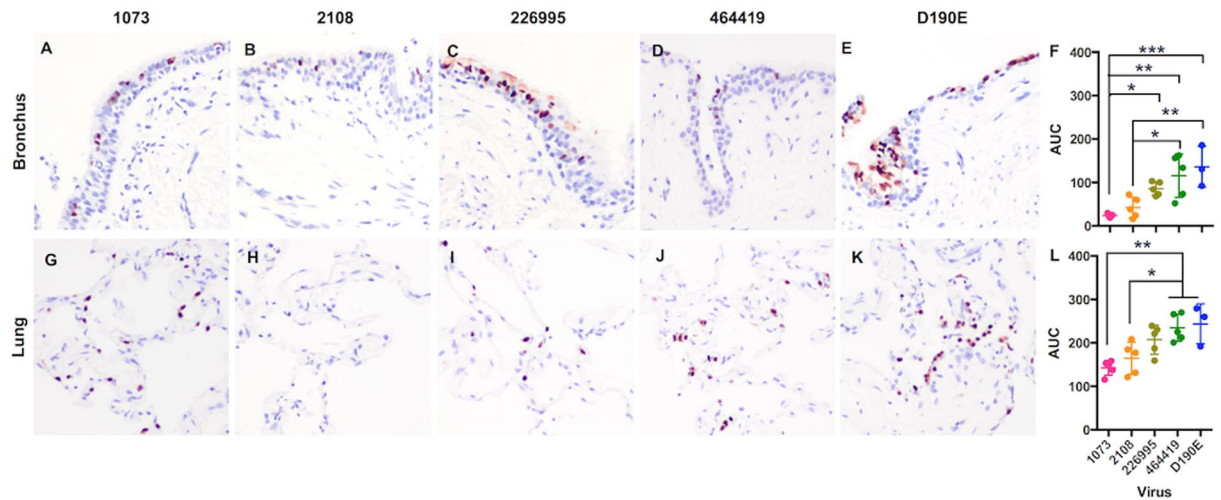 1073 2108 226995 464419 D190E
Bronchus
A B C D E F
400
300
200
100
0
AUC
***
**
*
**
*
Lung
G H I J K L
400
300
200
100
0
AUC
**
*
1073 2108 226995 464419 D190E
Virus